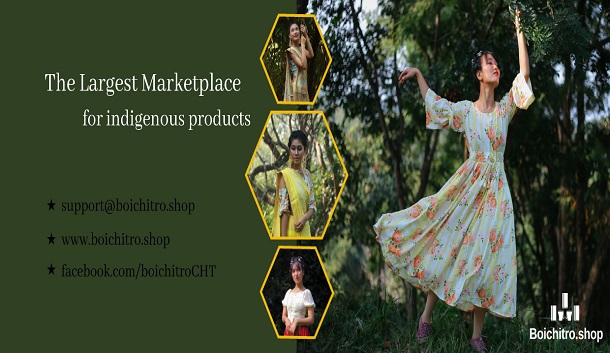 The Largest Marketplace
for indigenous products
★ support@boichitro.shop
★ www.boichitro.shop
★ facebook.com/boichitroCHT
Boichitro.shop